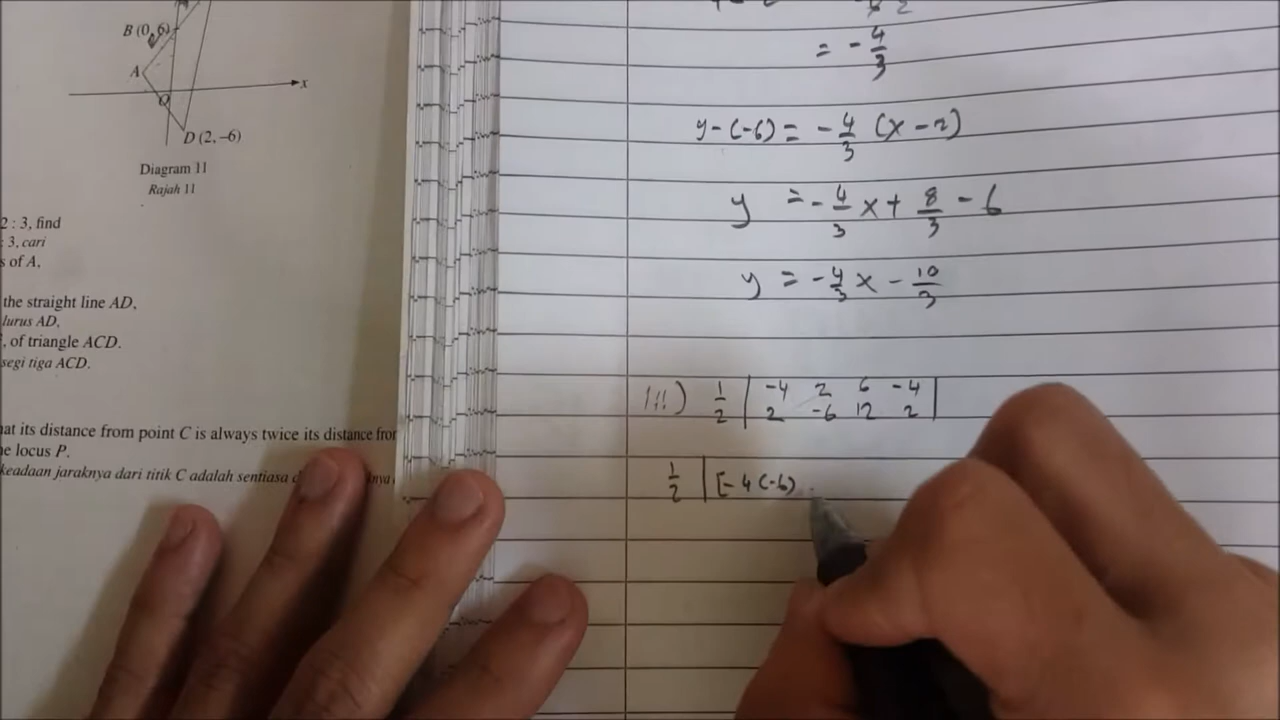 B (0, 6)
A
x
O
D (2, –6)
Diagram 11
Rajah 11
2 : 3, find
3, cari
of A,
the straight line AD,
lurus AD,
of triangle ACD.
segi tiga ACD.
at its distance from point C is always twice its distance
locus P.
keadaan jaraknya dari titik C adalah sentiasa
= - 4/3
y-(-6) = - 4/3 (x - 2)
y = - 4/3 x + 8/3 - 6
y = - 4/3 x - 10/3
iii) 1/2 | -4 2 6 -4 |
2 -6 12 2
1/2 | [-4(-6)